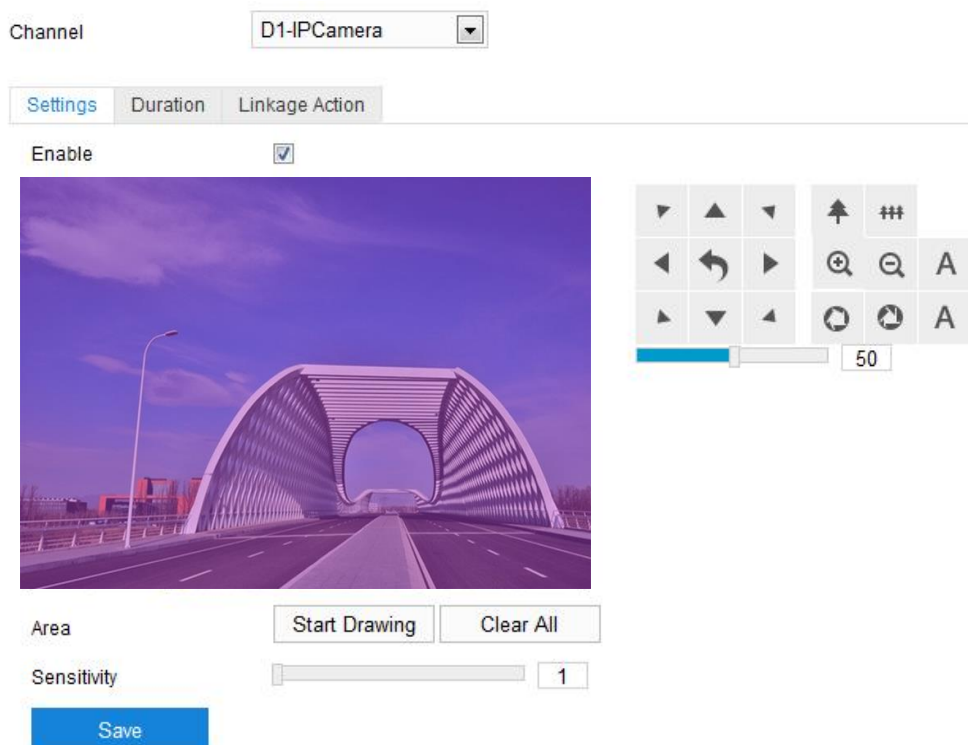 Channel D1-IPCamera
Settings Duration Linkage Action
Enable
A
A
50
Area Start Drawing Clear All
Sensitivity 1
Save